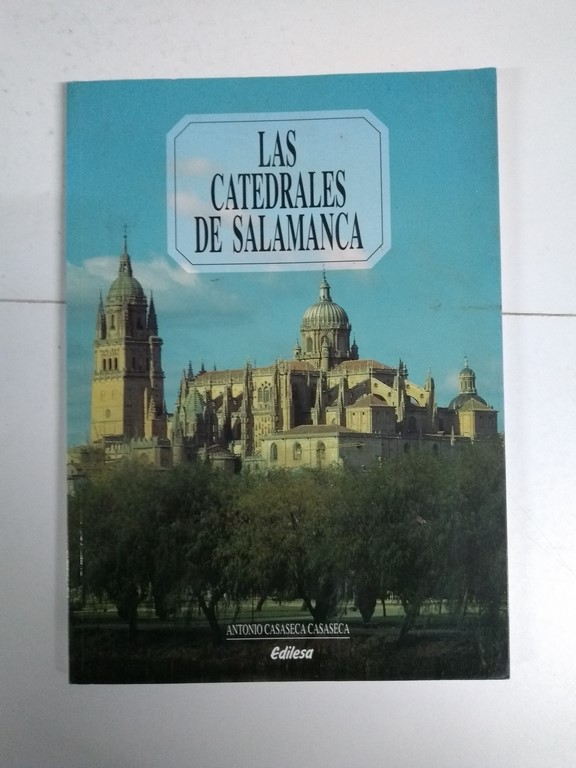 LAS
CATEDRALES
DE SALAMANCA
ANTONIO CASASECA CASASECA
Edilesa